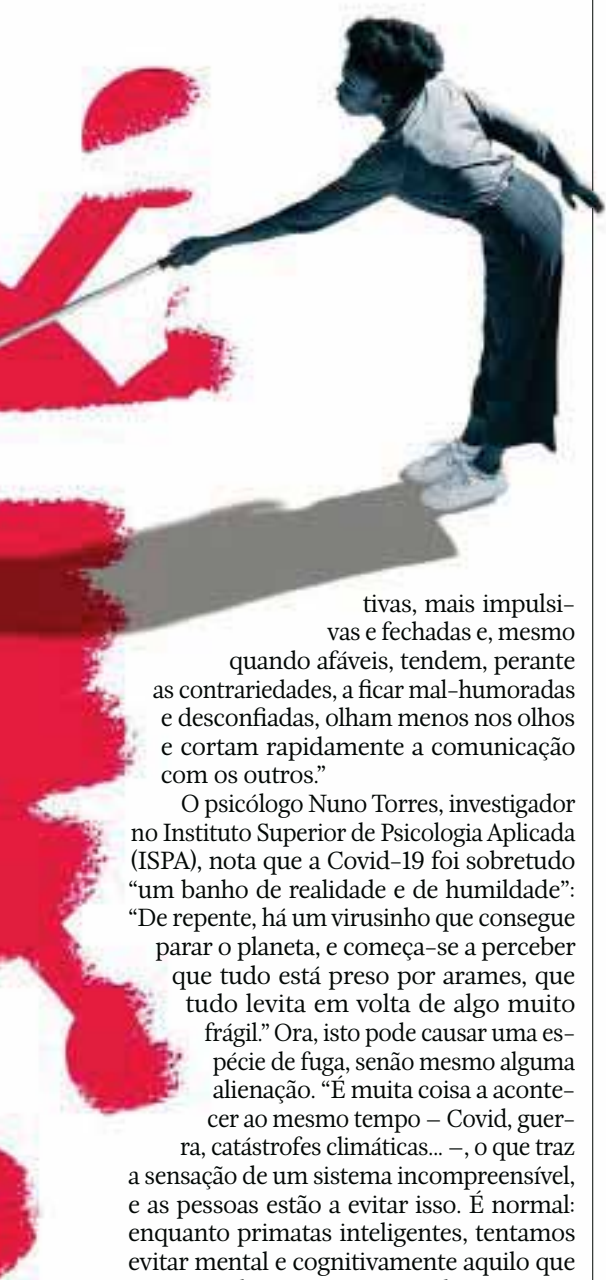 tivas, mais impulsi-
vas e fechadas e, mesmo
quando afáveis, tendem, perante
as contrariedades, a ficar mal-humoradas
e desconfiadas, olham menos nos olhos
e cortam rapidamente a comunicação
com os outros.”
O psicólogo Nuno Torres, investigador
no Instituto Superior de Psicologia Aplicada
(ISPA), nota que a Covid-19 foi sobretudo
“um banho de realidade e de humildade”:
“De repente, há um virusinho que consegue
parar o planeta, e começa-se a perceber
que tudo está preso por arames, que
tudo levita em volta de algo muito
frágil.” Ora, isto pode causar uma es-
pécie de fuga, senão mesmo alguma
alienação. “É muita coisa a aconte-
cer ao mesmo tempo – Covid, guer-
ra, catástrofes climáticas... –, o que traz
a sensação de um sistema incompreensível,
e as pessoas estão a evitar isso. É normal:
enquanto primatas inteligentes, tentamos
evitar mental e cognitivamente aquilo que